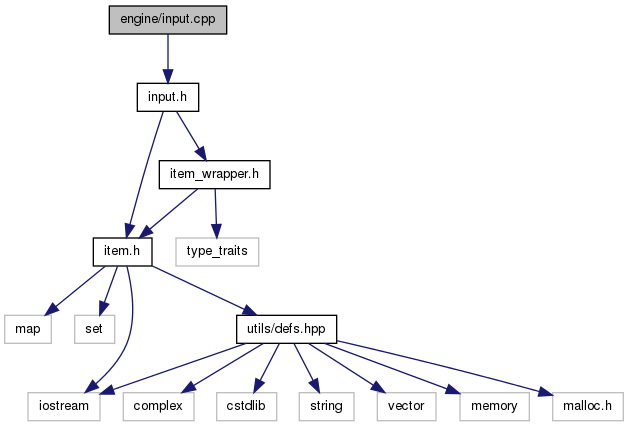 engine/input.cpp
input.h
item_wrapper.h
item.h
type_traits
map
set
utils/defs.hpp
iostream
complex
cstdlib
string
vector
memory
malloc.h